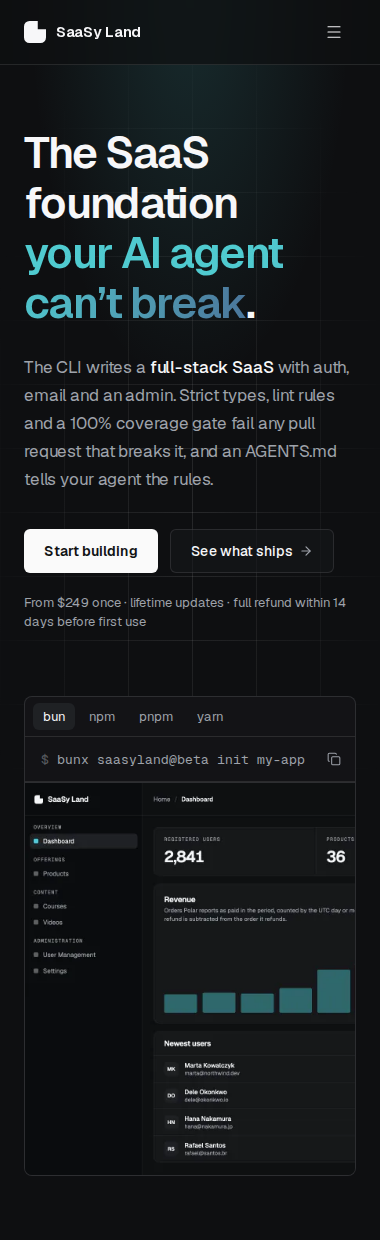 SaaSy Land
The SaaS
foundation
your AI agent
can’t break.
The CLI writes a full-stack SaaS with auth,
email and an admin. Strict types, lint rules
and a 100% coverage gate fail any pull
request that breaks it, and an AGENTS.md
tells your agent the rules.
Start building
See what ships →
From $249 once · lifetime updates · full refund within 14
days before first use
bun npm pnpm yarn
$ bunx saasyland@beta init my-app
SaaSy Land
Home / Dashboard
OVERVIEW
Dashboard
OFFERINGS
Products
CONTENT
Courses
Videos
ADMINISTRATION
User Management
Settings
REGISTERED USERS
2,841
PRODUCTS
36
Revenue
Orders Polar reports as paid in the period, counted by the UTC day or
refund is subtracted from the order it refunds.
Newest users
MK
Marta Kowalczyk
marta@northwind.dev
DO
Dele Okonkwo
dele@okonkwo.io
HN
Hana Nakamura
hana@nakamura.jp
RS
Rafael Santos
rafael@santos.br